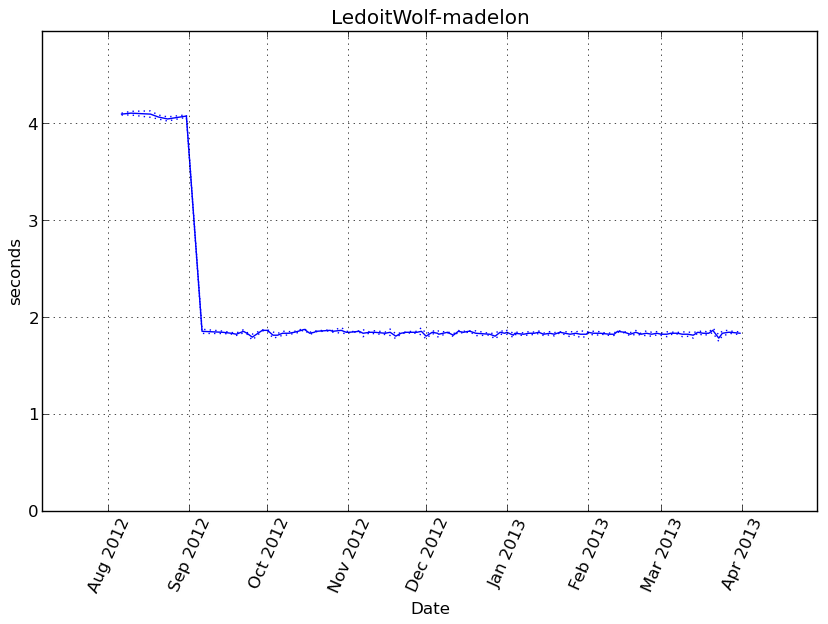 LedoitWolf-madelon
4
3
2
1
0
seconds
Aug 2012
Sep 2012
Oct 2012
Nov 2012
Dec 2012
Jan 2013
Feb 2013
Mar 2013
Apr 2013
Date